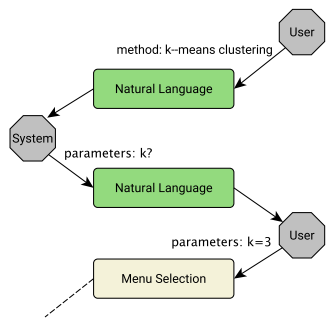 User
method: k--means clustering
Natural Language
System
parameters: k?
Natural Language
User
parameters: k=3
Menu Selection